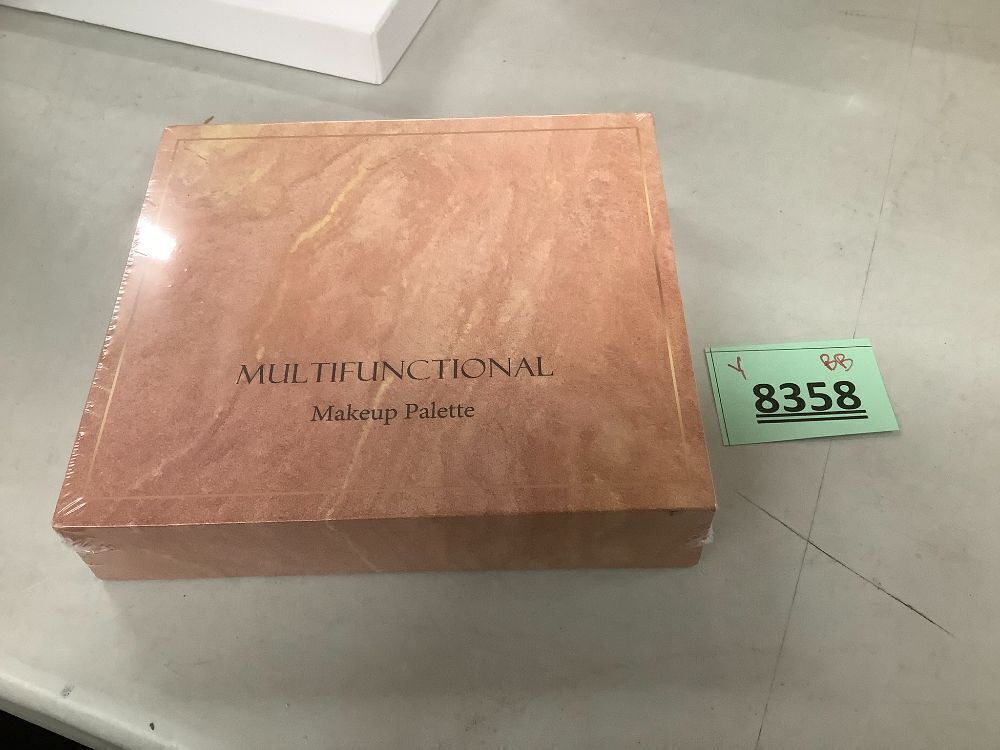 MULTIFUNCTIONAL
Makeup Palette
Y BB
8358